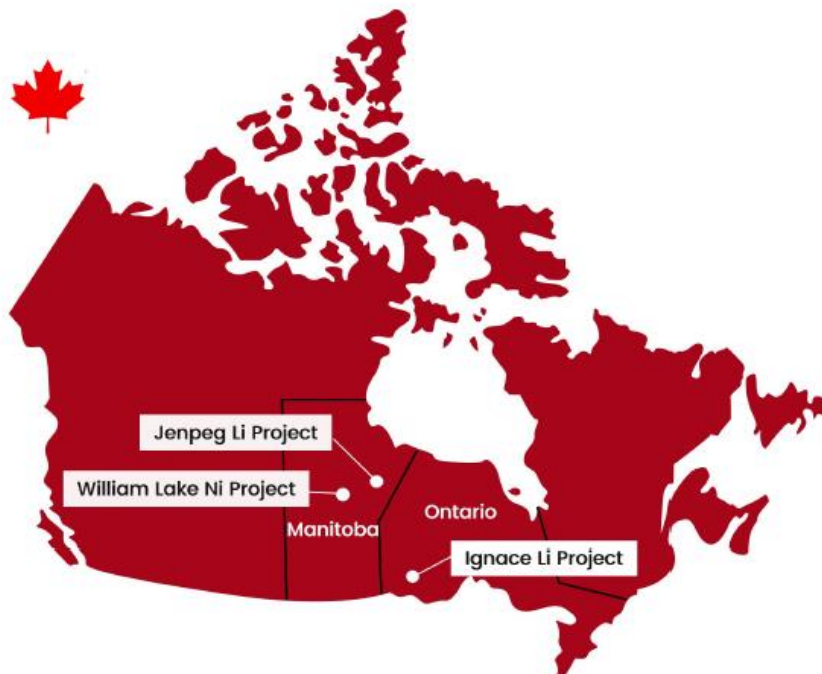 Jenpeg Li Project
William Lake Ni Project
Manitoba
Ontario
Ignace Li Project